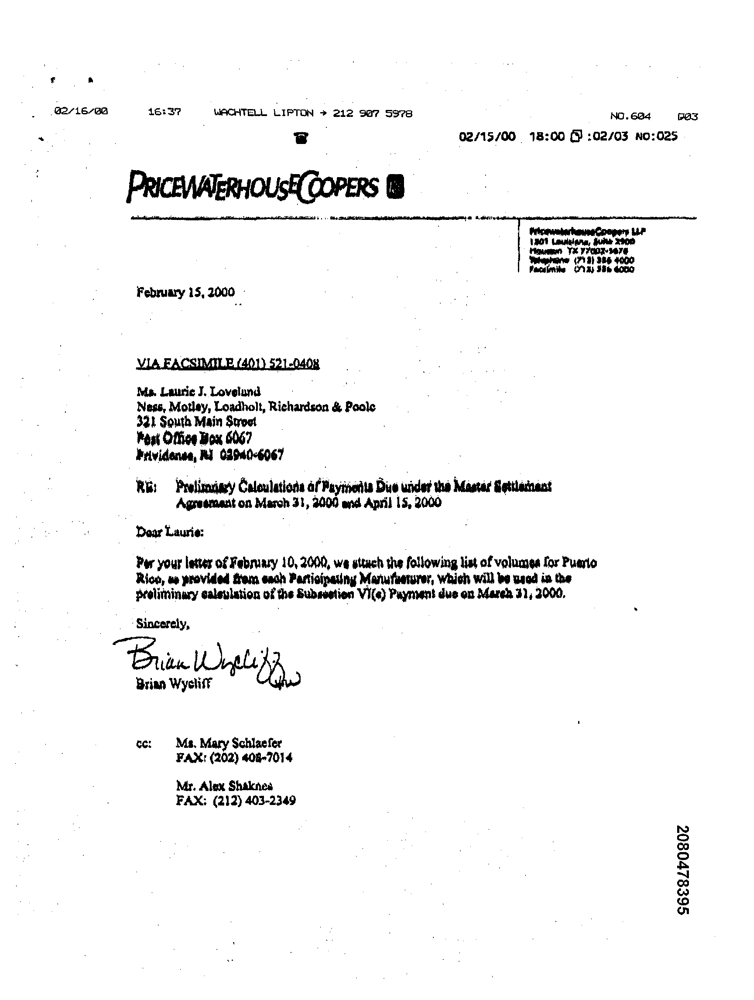 02/16/00 16:37 WACHTELL LIPTON → 212 907 5978 NO.604 003
02/15/00 18:00 :02/03 NO:025
PRICEWATERHOUSECOOPERS
PricewaterhouseCoopers LLP
1201 Louisiana, Suite 2900
Houston TX 77002-5678
Telephone (713) 356 4000
Facsimile (713) 356 6000
February 15, 2000
VIA FACSIMILE (401) 521-0408
Ms. Laurie J. Loveland
Ness, Motley, Loadholt, Richardson & Poole
321 South Main Street
Post Office Box 6067
Providence, RI 02940-6067
RE: Preliminary Calculations of Payments Due under the Master Settlement
Agreement on March 31, 2000 and April 15, 2000
Dear Laurie:
Per your letter of February 10, 2000, we attach the following list of volumes for Puerto
Rico, as provided from each Participating Manufacturer, which will be used in the
preliminary calculation of the Subsection VI(c) Payment due on March 31, 2000.
Sincerely,
Brian Wycliff
Brian Wycliff
cc: Ms. Mary Schlaefer
FAX: (202) 408-7014
Mr. Alex Shaknes
FAX: (212) 403-2349
2080478395